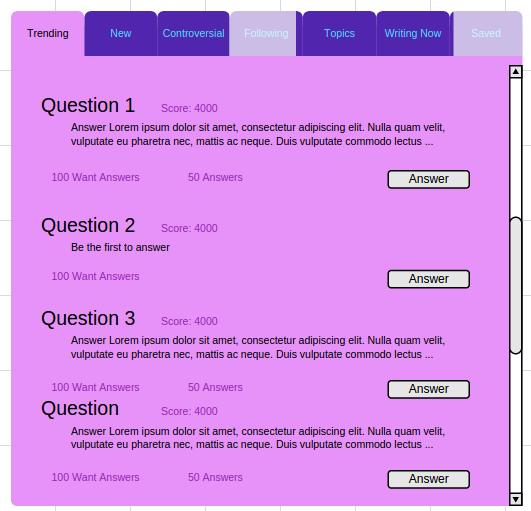 Trending New Controversial Following Topics Writing Now Saved
Question 1 Score: 4000
Answer Lorem ipsum dolor sit amet, consectetur adipiscing elit. Nulla quam velit,
vulputate eu pharetra nec, mattis ac neque. Duis vulputate commodo lectus ...
100 Want Answers 50 Answers Answer
Question 2 Score: 4000
Be the first to answer
100 Want Answers Answer
Question 3 Score: 4000
Answer Lorem ipsum dolor sit amet, consectetur adipiscing elit. Nulla quam velit,
vulputate eu pharetra nec, mattis ac neque. Duis vulputate commodo lectus ...
100 Want Answers 50 Answers Answer
Question Score: 4000
Answer Lorem ipsum dolor sit amet, consectetur adipiscing elit. Nulla quam velit,
vulputate eu pharetra nec, mattis ac neque. Duis vulputate commodo lectus ...
100 Want Answers 50 Answers Answer